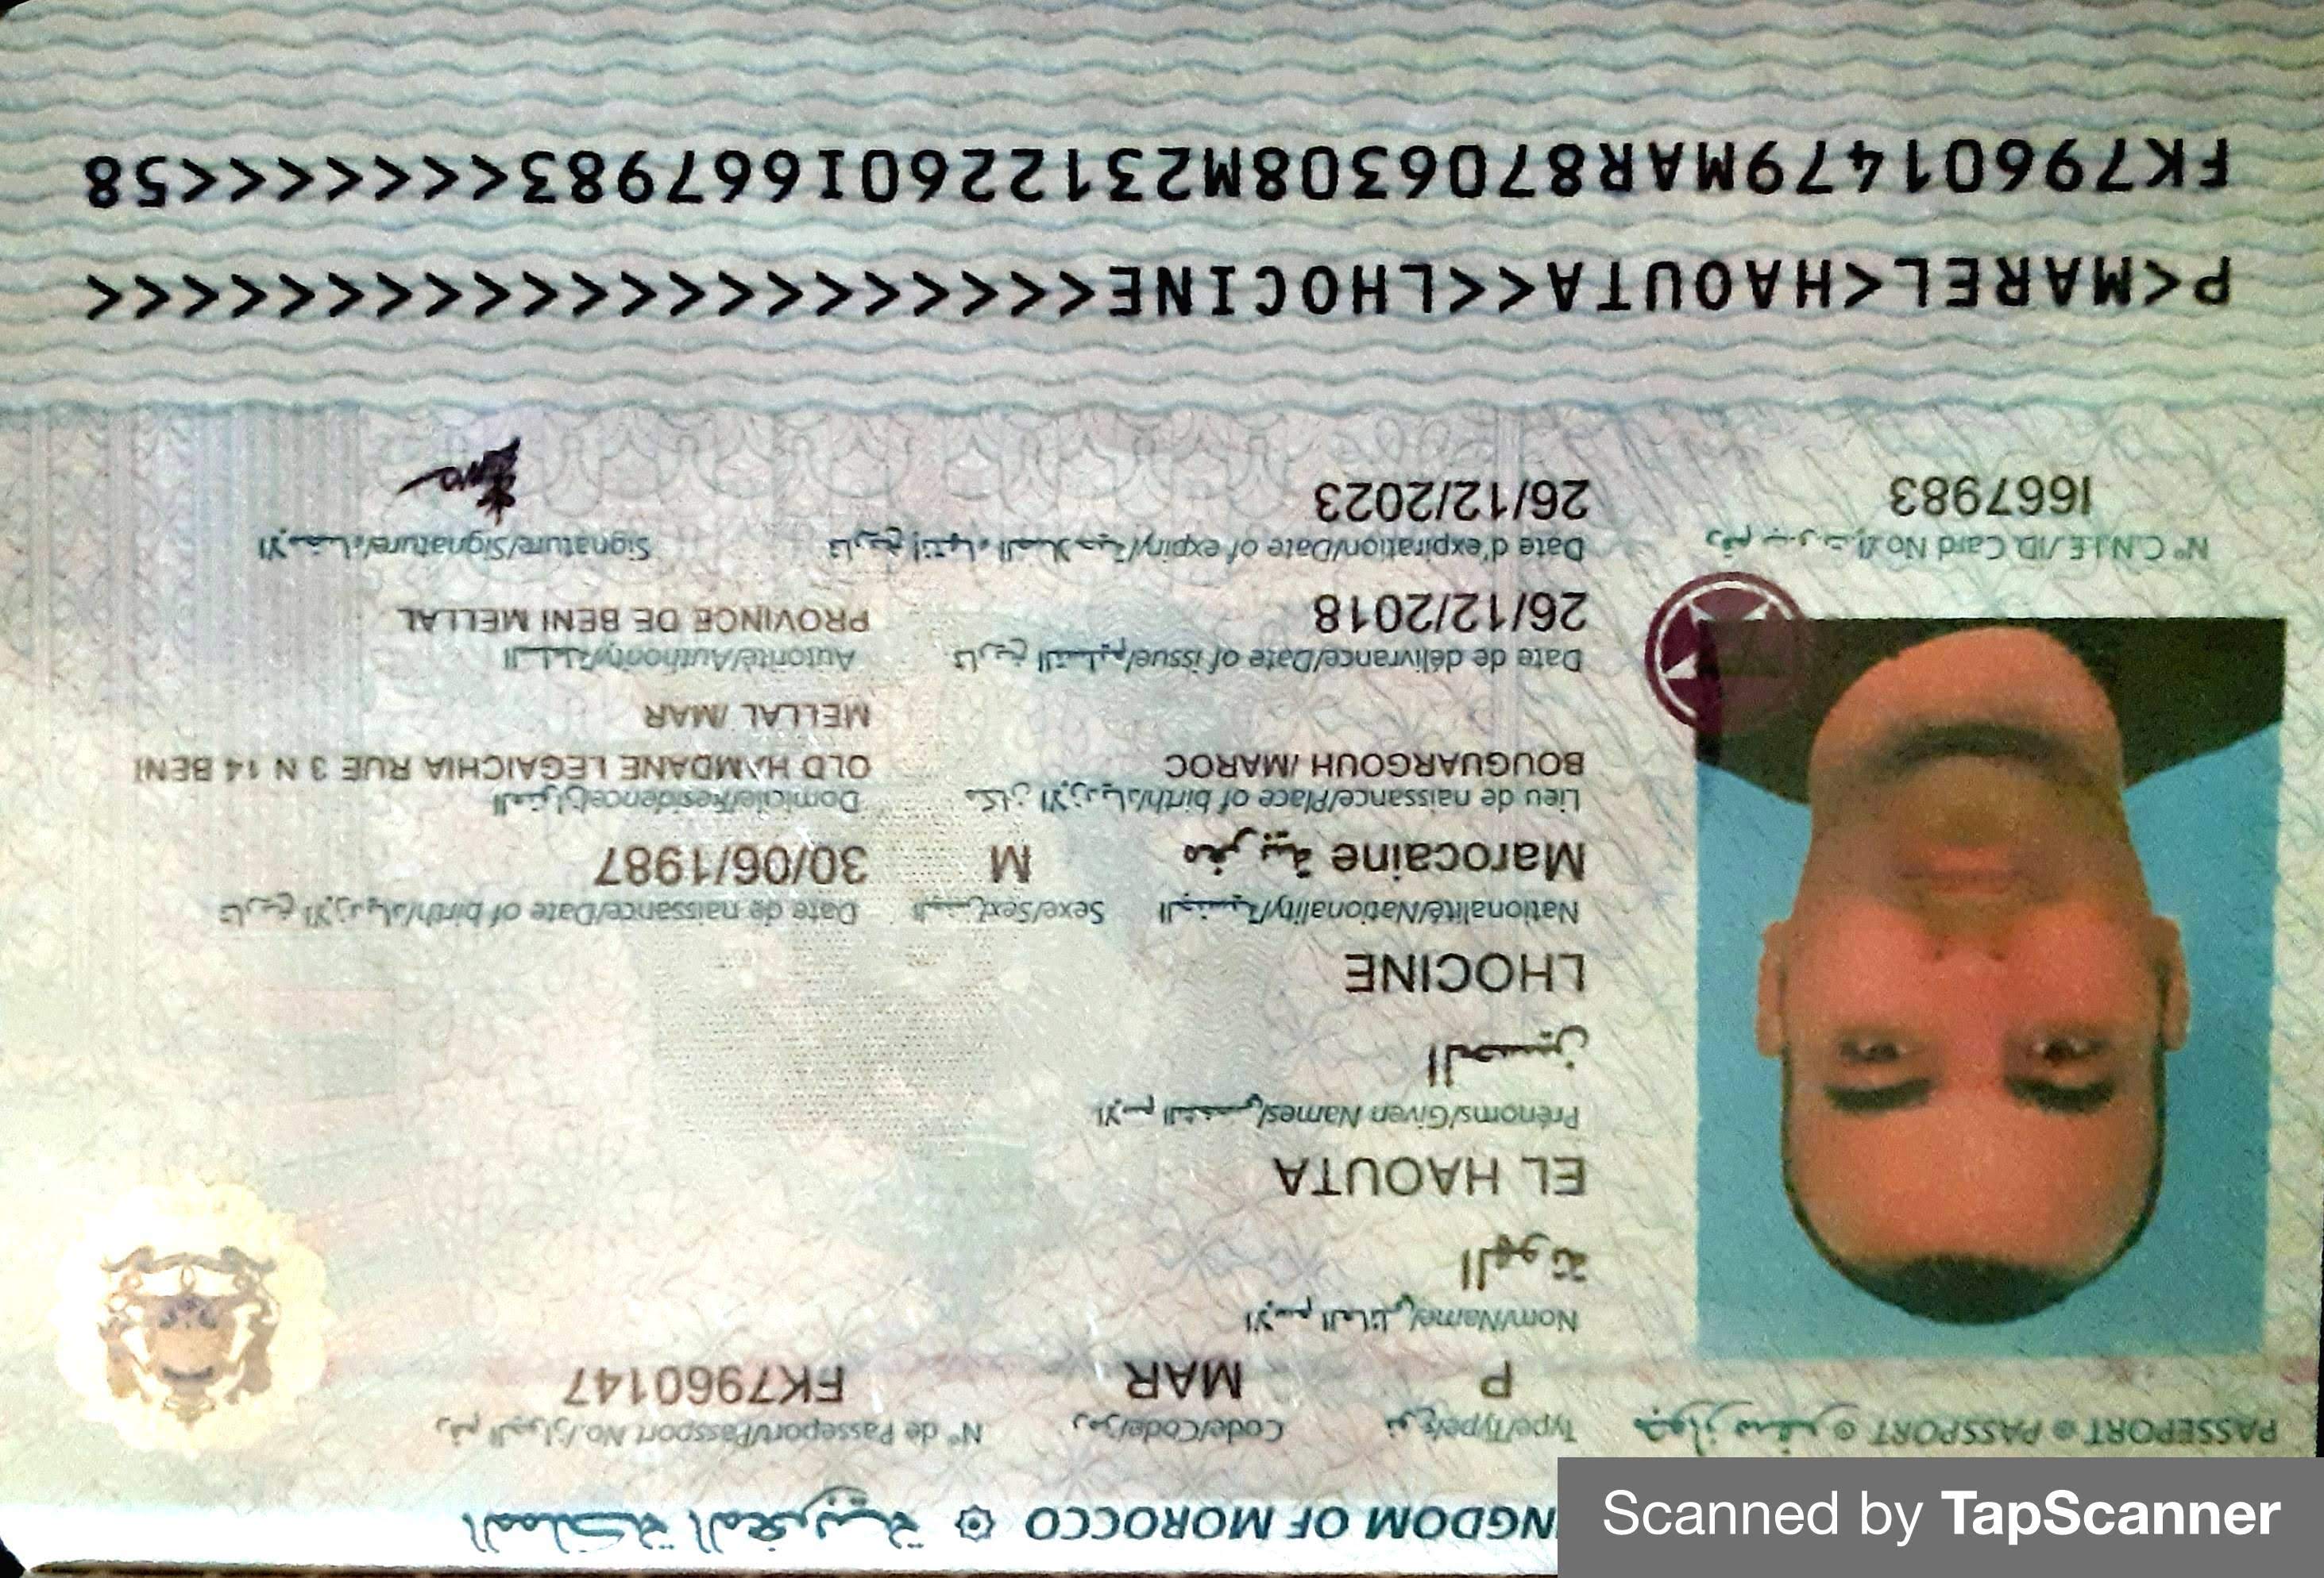 Scanned by TapScanner
NGDOM OF MOROCCO المملكة المغربية
PASSEPORT PASSPORT جواز سفر
Type/Type/نوع Code/Code/رمز N° de Passeport/Passport No./رقم الجواز
P MAR FK7960147
Nom/Name/الإسم العائلي
الهوتة
EL HAOUTA
Prénoms/Given Names/الإسم الشخصي
الحسين
LHOCINE
Nationalité/Nationality/الجنسية Sexe/Sex/الجنس Date de naissance/Date of birth/تاريخ الإزدياد
Marocaine مغربية M 30/06/1987
Lieu de naissance/Place of birth/مكان الإزدياد Domicile/Residence/العنوان
BOUGUARGOUH /MAROC OLD HAMDANE LEGAICHIA RUE 3 N 14 BENI
MELLAL /MAR
Date de délivrance/Date of issue/تاريخ التسليم Autorité/Authority/السلطة
26/12/2018 PROVINCE DE BENI MELLAL
N° C.N.I.E./ID. Card No./رقم ب.و.ت.إ Date d'expiration/Date of expiry/تاريخ إنتهاء الصلاحية Signature/Signature/الإمضاء
I667983 26/12/2023
P<MAREL<HAOUTA<<LHOCINE<<<<<<<<<<<<<<<<<<<<<
FK79601479MAR8706308M2312260I667983<<<<<<<58